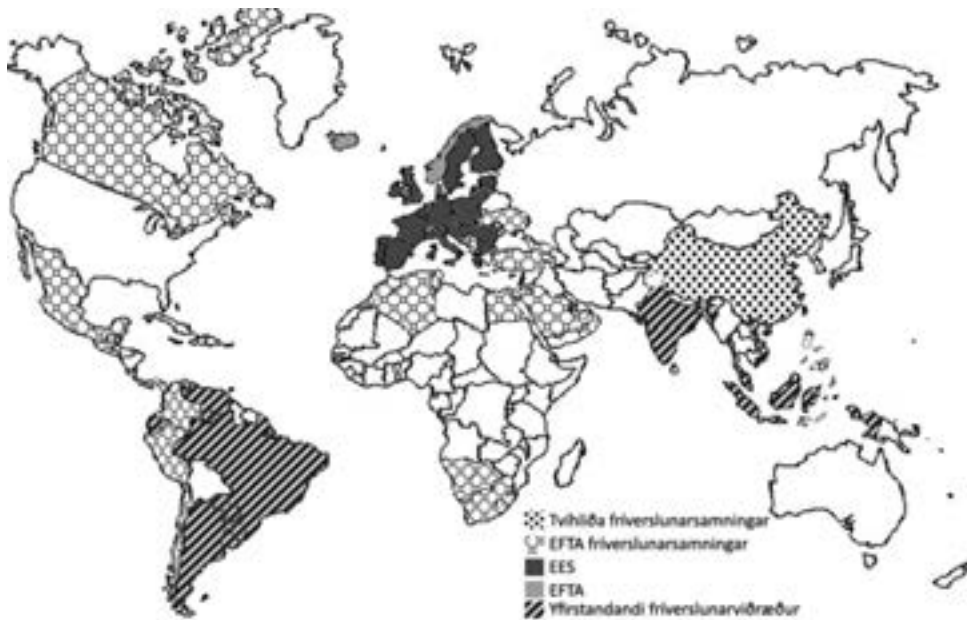 Tvíhliða fríverslunarsamningar
EFTA fríverslunarsamningar
EES
EFTA
Yfirstandandi fríverslunarviðræður